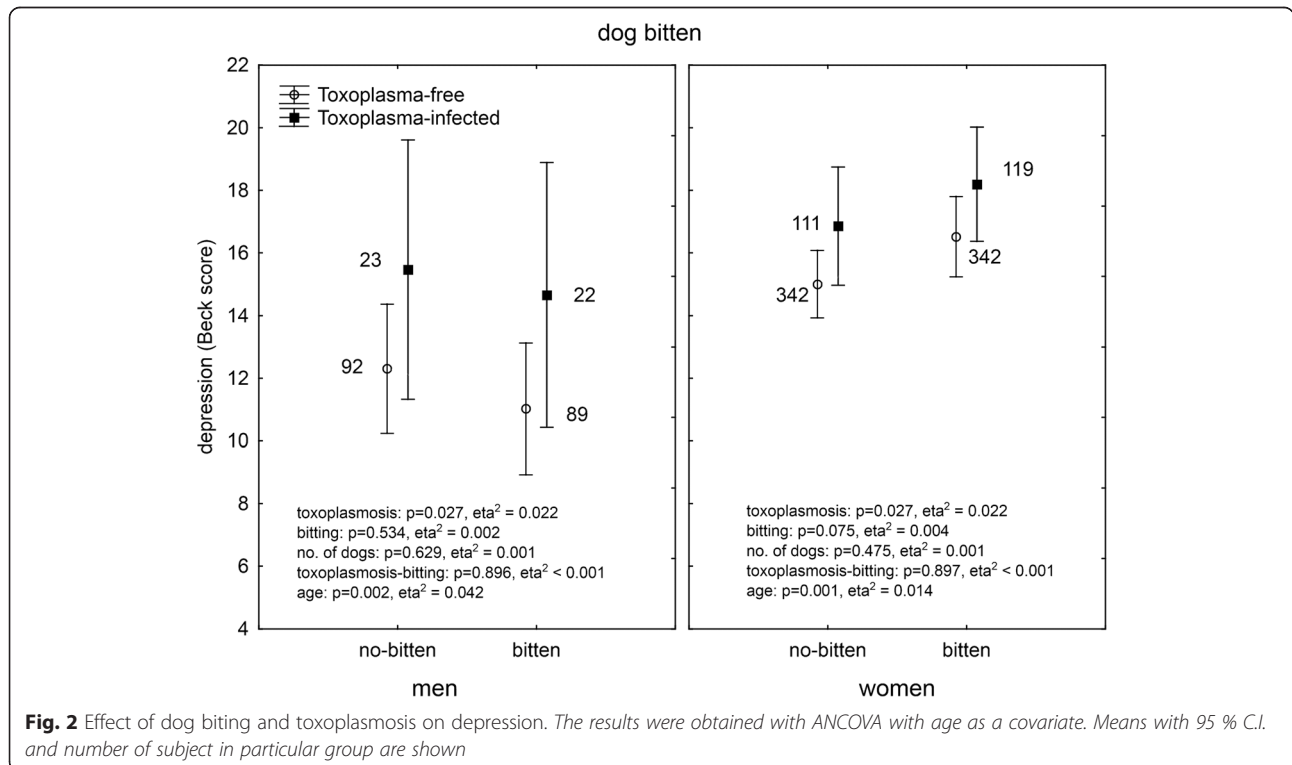 dog bitten
22
20
18
16
14
12
10
8
6
4
depression (Beck score)
Toxoplasma-free
Toxoplasma-infected
23
92
22
89
toxoplasmosis: p=0.027, eta² = 0.022
bitting: p=0.534, eta² = 0.002
no. of dogs: p=0.629, eta² = 0.001
toxoplasmosis-bitting: p=0.896, eta² < 0.001
age: p=0.002, eta² = 0.042
no-bitten bitten
men
111
342
119
342
toxoplasmosis: p=0.027, eta² = 0.022
bitting: p=0.075, eta² = 0.004
no. of dogs: p=0.475, eta² = 0.001
toxoplasmosis-bitting: p=0.897, eta² < 0.001
age: p=0.001, eta² = 0.014
no-bitten bitten
women
Fig. 2 Effect of dog biting and toxoplasmosis on depression. The results were obtained with ANCOVA with age as a covariate. Means with 95 % C.I.
and number of subject in particular group are shown